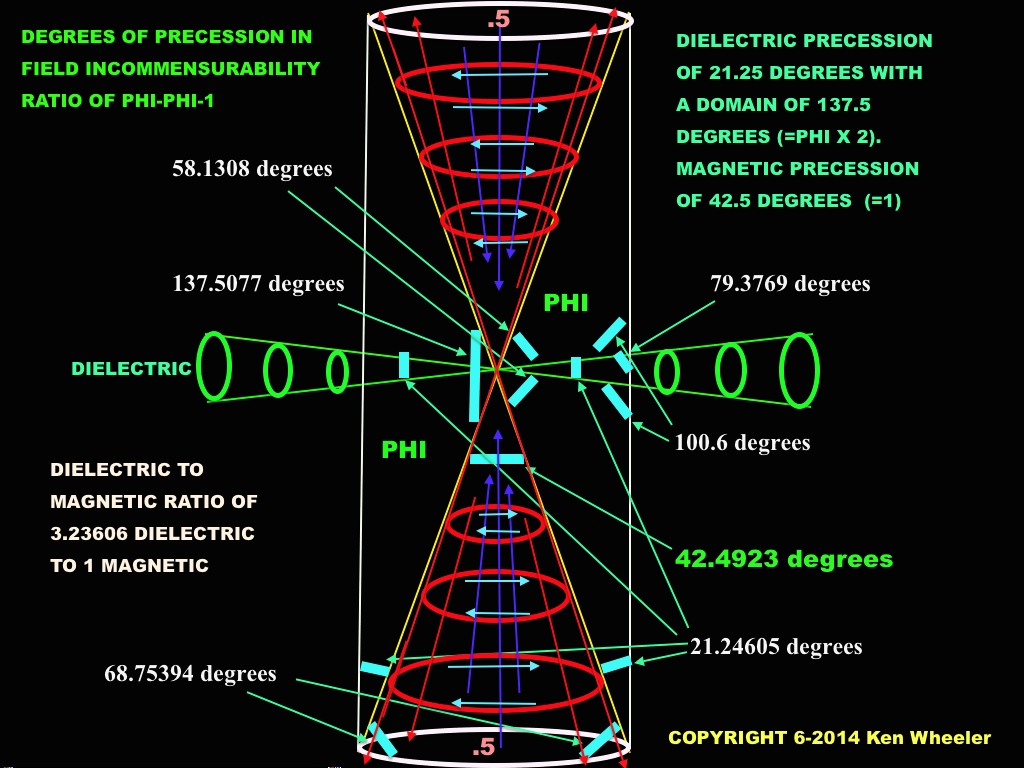 .5
DEGREES OF PRECESSION IN
FIELD INCOMMENSURABILITY
RATIO OF PHI-PHI-1
DIELECTRIC PRECESSION
OF 21.25 DEGREES WITH
A DOMAIN OF 137.5
DEGREES (=PHI X 2).
MAGNETIC PRECESSION
OF 42.5 DEGREES (=1)
58.1308 degrees
137.5077 degrees
79.3769 degrees
PHI
DIELECTRIC
100.6 degrees
PHI
DIELECTRIC TO
MAGNETIC RATIO OF
3.23606 DIELECTRIC
TO 1 MAGNETIC
42.4923 degrees
21.24605 degrees
68.75394 degrees
.5
COPYRIGHT 6-2014 Ken Wheeler